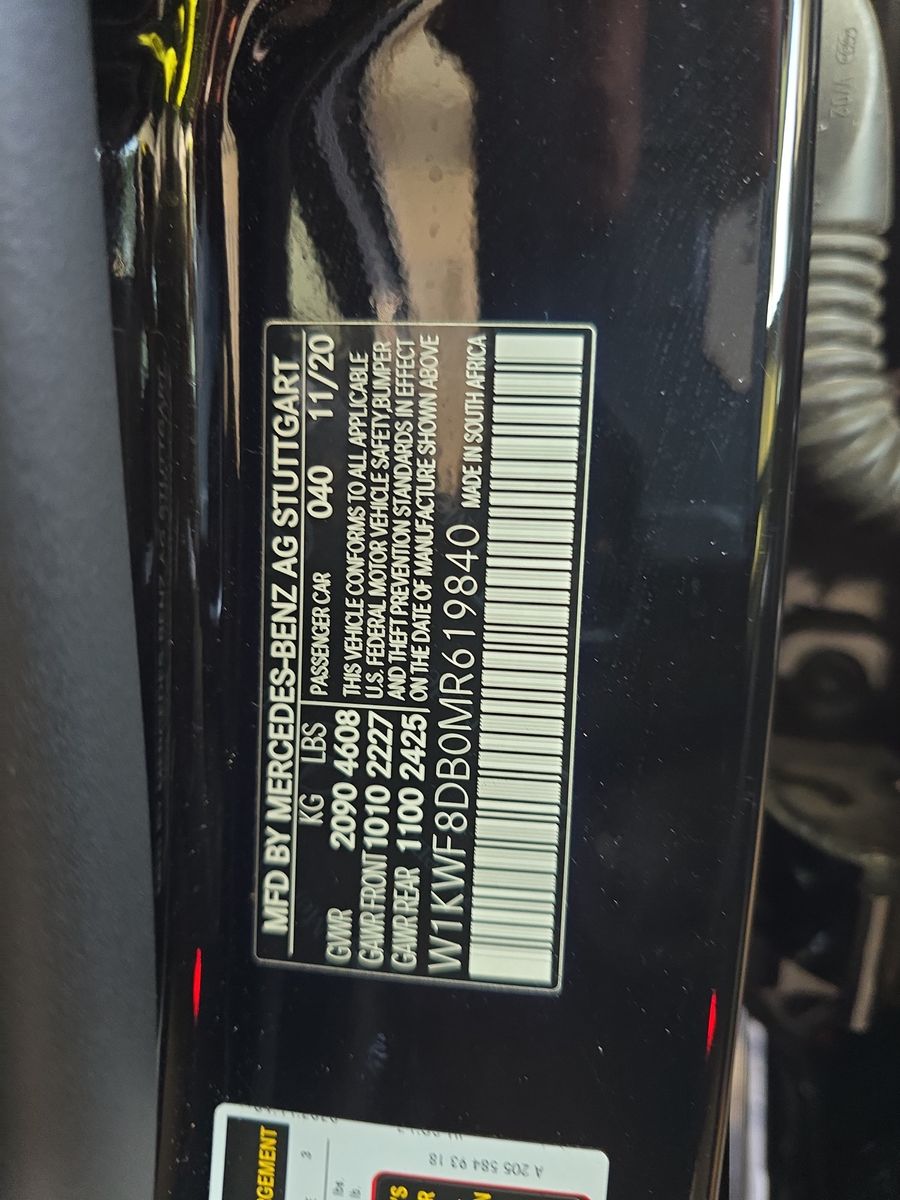 MFD BY MERCEDES-BENZ AG STUTTGART
KG LBS
GVWR 2090 4608
GAWR FRONT 1010 2227
GAWR REAR 1100 2425
PASSENGER CAR 040 11/20
THIS VEHICLE CONFORMS TO ALL APPLICABLE
U.S. FEDERAL MOTOR VEHICLE SAFETY,BUMPER
AND THEFT PREVENTION STANDARDS IN EFFECT
ON THE DATE OF MANUFACTURE SHOWN ABOVE
W1KWF8DB0MR619840 MADE IN SOUTH AFRICA
A 205 584 93 18
GEMENT